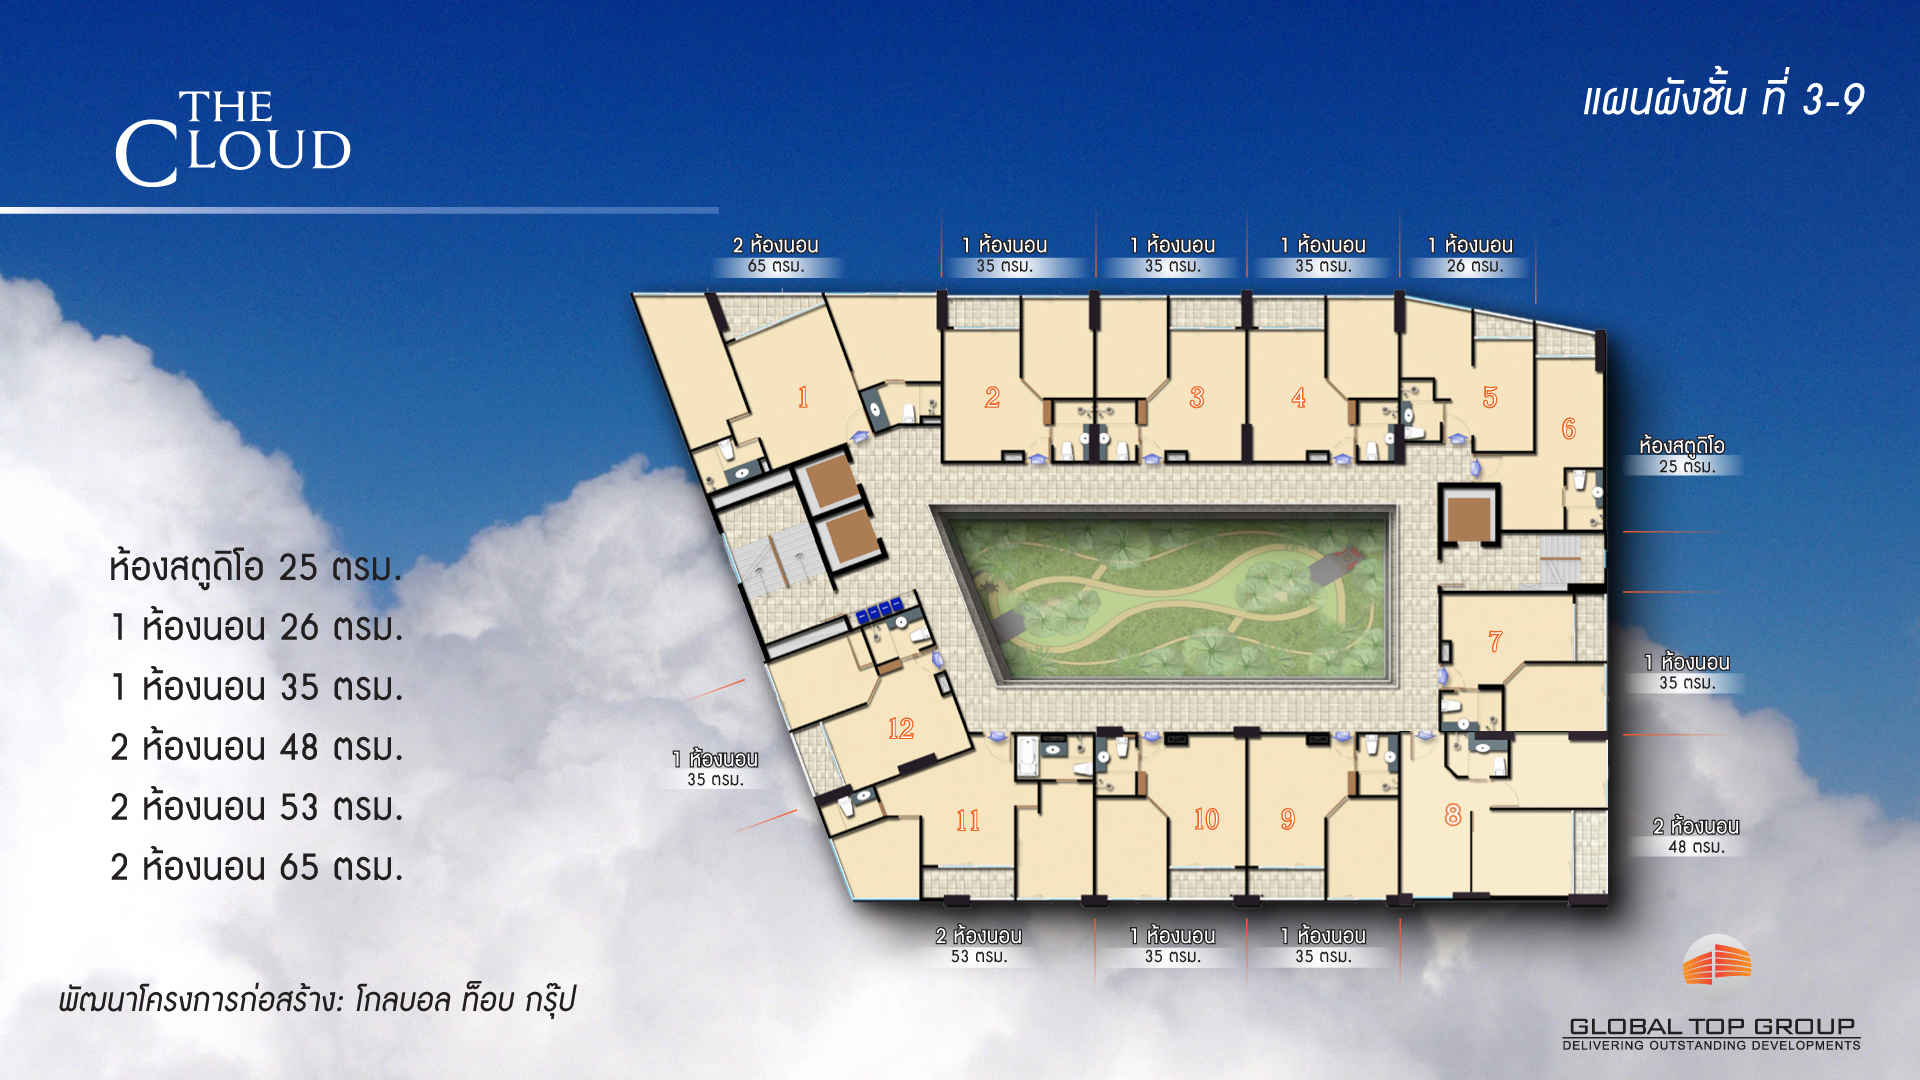 THE
CLOUD
แผนผังชั้น ที่ 3-9
2 ห้องนอน
65 ตรม.
1 ห้องนอน
35 ตรม.
1 ห้องนอน
35 ตรม.
1 ห้องนอน
35 ตรม.
1 ห้องนอน
26 ตรม.
1
2
3
4
5
6
ห้องสตูดิโอ
25 ตรม.
7
1 ห้องนอน
35 ตรม.
12
1 ห้องนอน
35 ตรม.
11
10
9
8
2 ห้องนอน
48 ตรม.
2 ห้องนอน
53 ตรม.
1 ห้องนอน
35 ตรม.
1 ห้องนอน
35 ตรม.
ห้องสตูดิโอ 25 ตรม.
1 ห้องนอน 26 ตรม.
1 ห้องนอน 35 ตรม.
2 ห้องนอน 48 ตรม.
2 ห้องนอน 53 ตรม.
2 ห้องนอน 65 ตรม.
พัฒนาโครงการก่อสร้าง: โกลบอล ท็อบ กรุ๊ป
GLOBAL TOP GROUP
DELIVERING OUTSTANDING DEVELOPMENTS